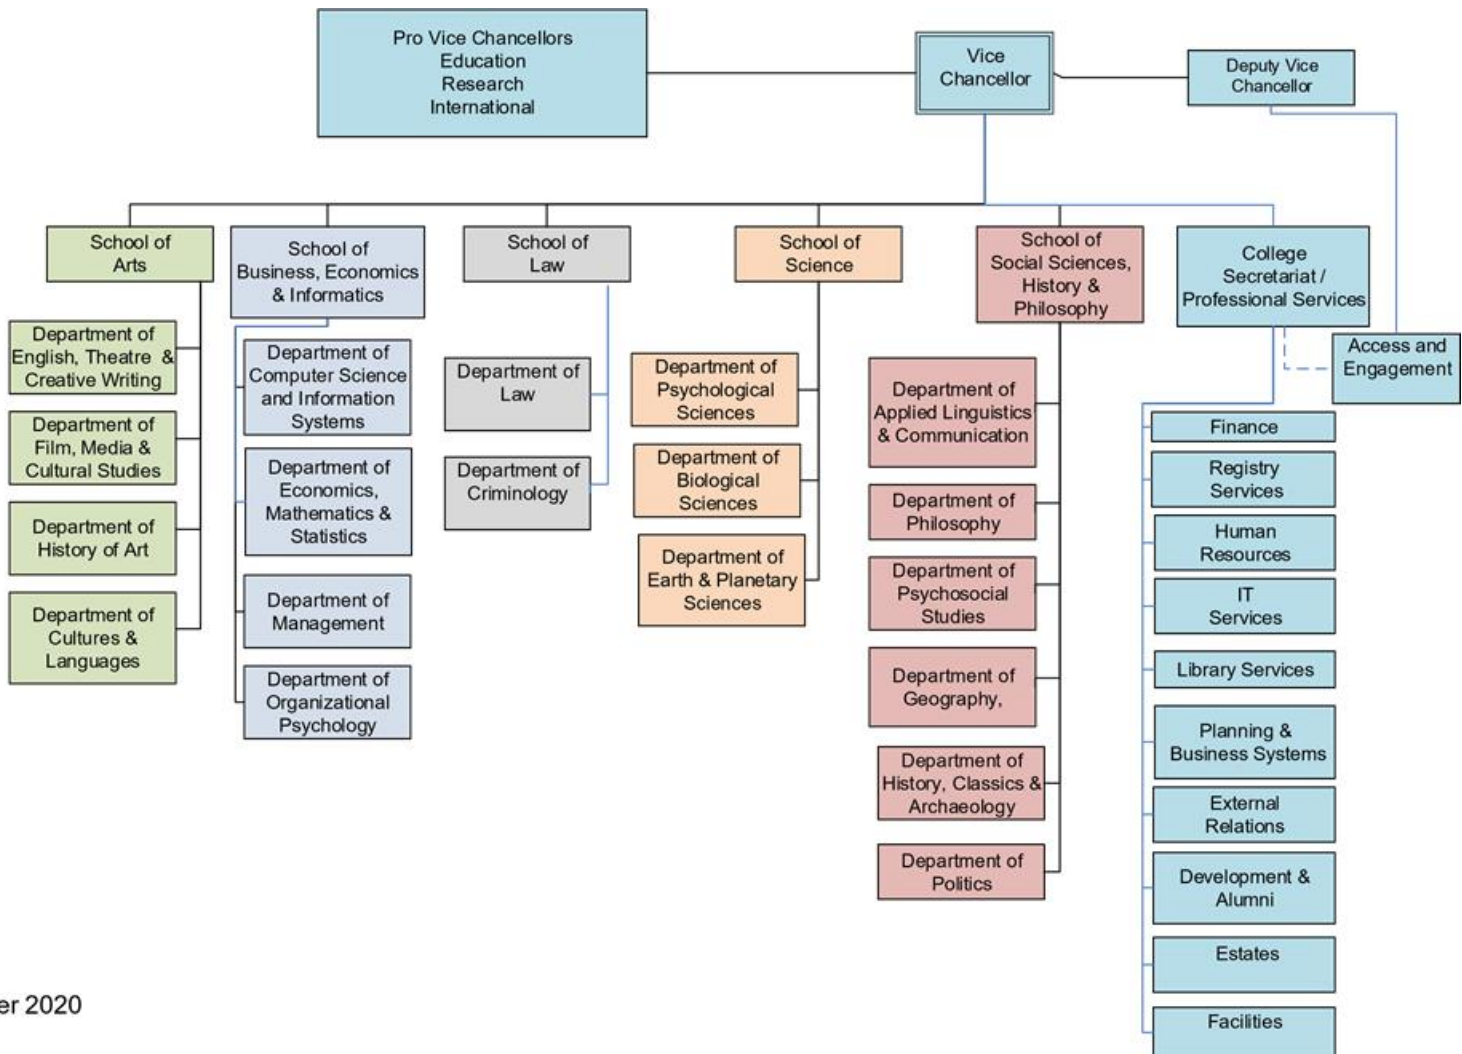 Pro Vice Chancellors
Education
Research
International
Vice
Chancellor
Deputy Vice
Chancellor
School of
Arts
School of
Business, Economics
& Informatics
School of
Law
School of
Science
School of
Social Sciences,
History &
Philosophy
College
Secretariat /
Professional Services
Access and
Engagement
Department of
English, Theatre &
Creative Writing
Department of
Film, Media &
Cultural Studies
Department of
History of Art
Department of
Cultures &
Languages
Department of
Computer Science
and Information
Systems
Department of
Economics,
Mathematics &
Statistics
Department of
Management
Department of
Organizational
Psychology
Department of
Law
Department of
Criminology
Department of
Psychological
Sciences
Department of
Biological
Sciences
Department of
Earth & Planetary
Sciences
Department of
Applied Linguistics
& Communication
Department of
Philosophy
Department of
Psychosocial
Studies
Department of
Geography,
Department of
History, Classics &
Archaeology
Department of
Politics
Finance
Registry
Services
Human
Resources
IT
Services
Library Services
Planning &
Business Systems
External
Relations
Development &
Alumni
Estates
Facilities
er 2020